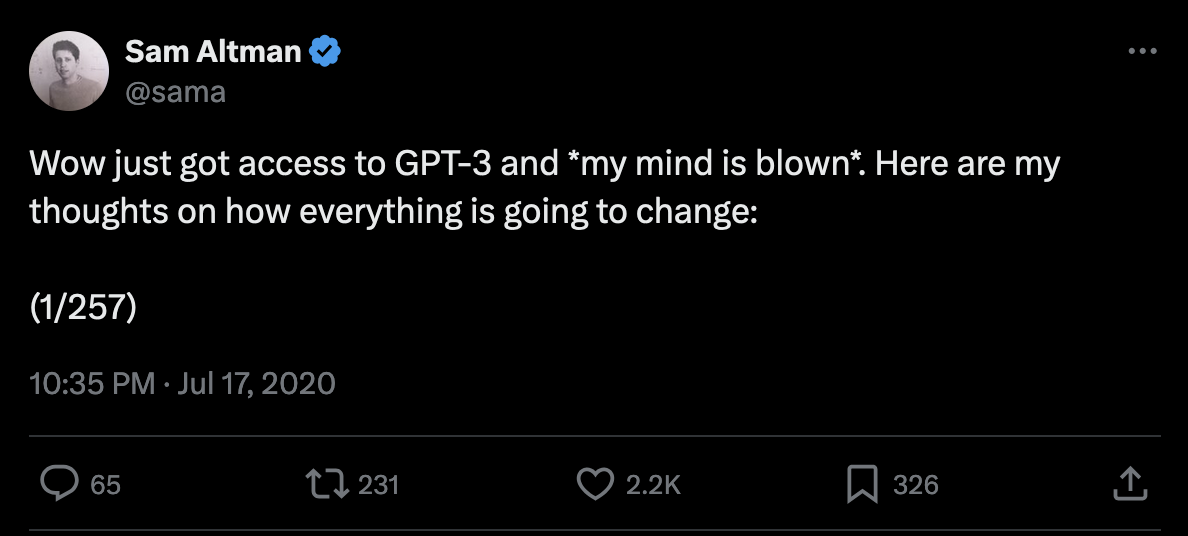 Sam Altman
@sama
Wow just got access to GPT-3 and *my mind is blown*. Here are my
thoughts on how everything is going to change:
(1/257)
10:35 PM · Jul 17, 2020
65 231 2.2K 326